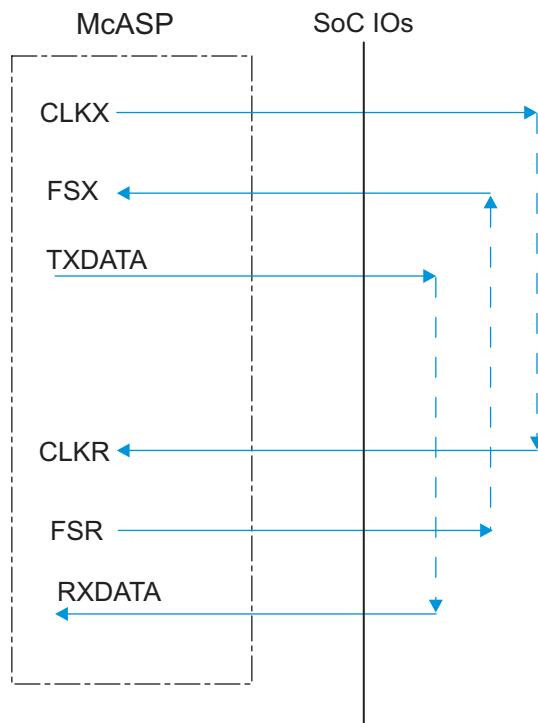 McASP
SoC IOs
CLKX
FSX
TXDATA
CLKR
FSR
RXDATA